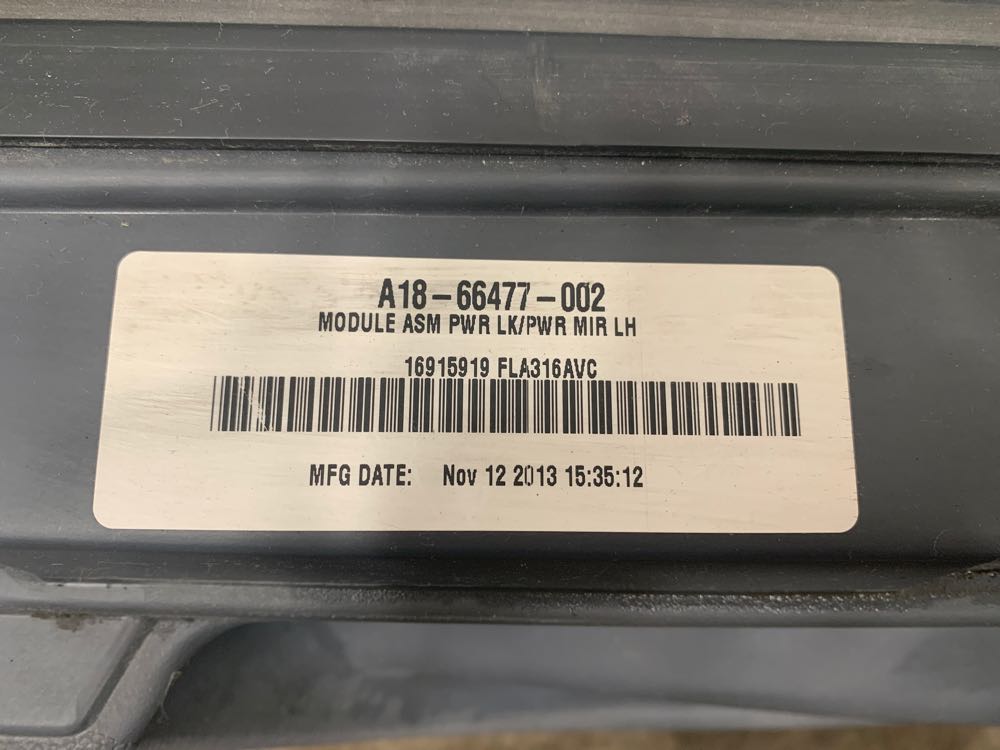 A18-66477-002
MODULE ASM PWR LK/PWR MIR LH
16915919 FLA316AVC
MFG DATE: Nov 12 2013 15:35:12